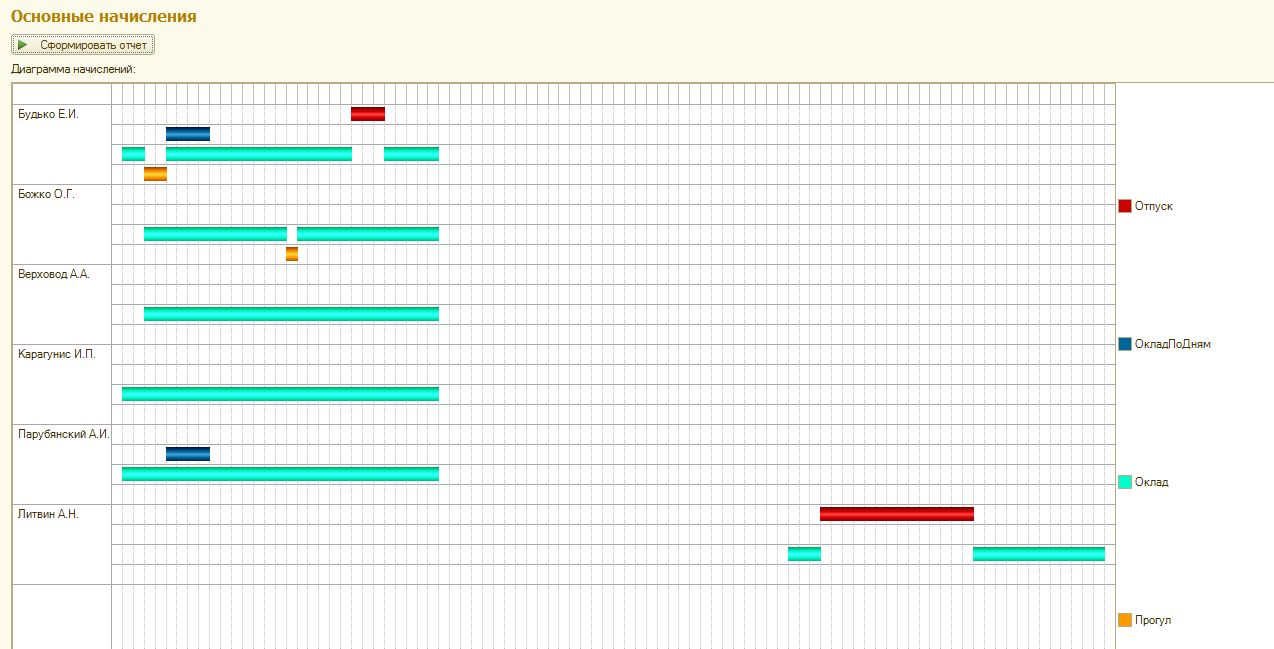 Основные начисления
Сформировать отчет
Диаграмма начислений:
Будько Е.И.
Божко О.Г.
Верховод А.А.
Карагунис И.П.
Парубянский А.И.
Литвин А.Н.
Отпуск
ОкладПоДням
Оклад
Прогул